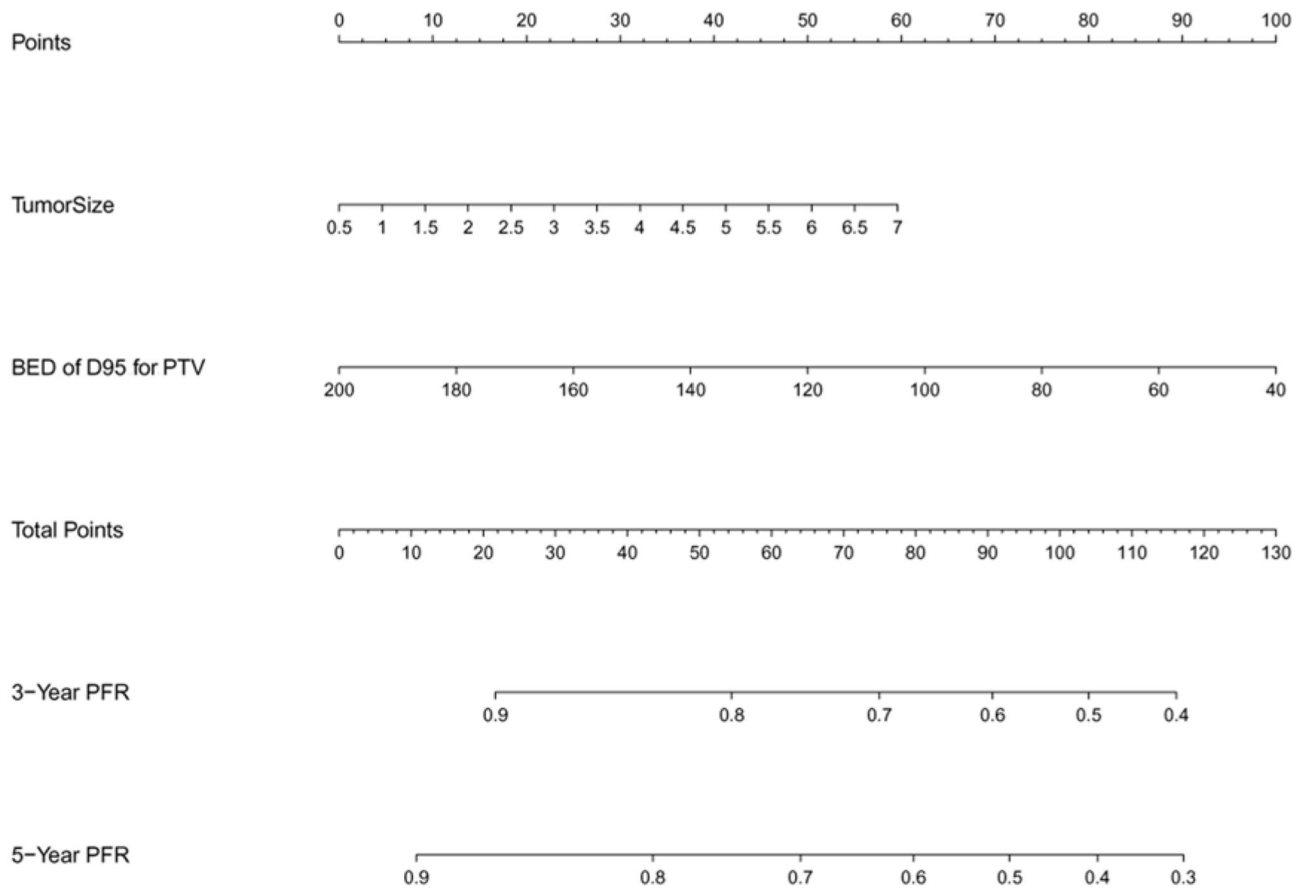 0 10 20 30 40 50 60 70 80 90 100
Points
TumorSize
0.5 1 1.5 2 2.5 3 3.5 4 4.5 5 5.5 6 6.5 7
BED of D95 for PTV
200 180 160 140 120 100 80 60 40
Total Points
0 10 20 30 40 50 60 70 80 90 100 110 120 130
3−Year PFR
0.9 0.8 0.7 0.6 0.5 0.4
5−Year PFR
0.9 0.8 0.7 0.6 0.5 0.4 0.3